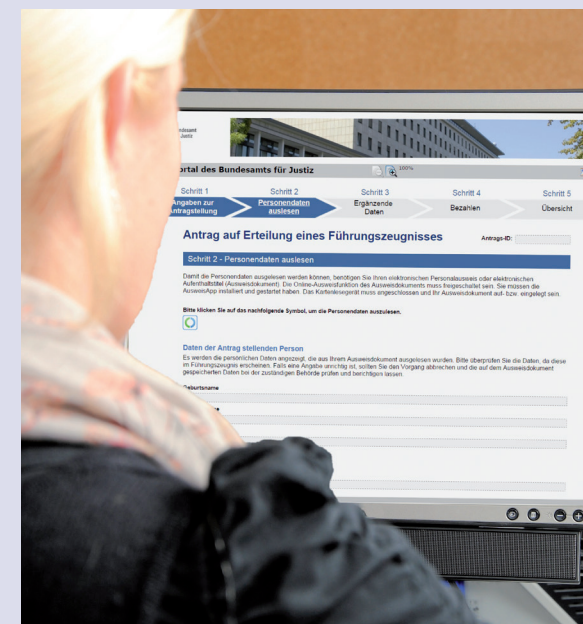 ndesamt
Justiz
ortal des Bundesamts für Justiz
100%
Schritt 1
Schritt 2
Schritt 3
Schritt 4
Schritt 5
Angaben zur
Antragstellung
Personendaten
auslesen
Ergänzende
Daten
Bezahlen
Übersicht
Antrag auf Erteilung eines Führungszeugnisses
Antrags-ID:
Schritt 2 - Personendaten auslesen
Damit die Personendaten ausgelesen werden können, benötigen Sie Ihren elektronischen Personalausweis oder elektronischen
Aufenthaltstitel (Ausweisdokument). Die Online-Ausweisfunktion des Ausweisdokuments muss freigeschaltet sein. Sie müssen die
AusweisApp installiert und gestartet haben. Das Kartenlesegerät muss angeschlossen und Ihr Ausweisdokument auf- bzw. eingelegt sein.
Bitte klicken Sie auf das nachfolgende Symbol, um die Personendaten auszulesen.
Daten der Antrag stellenden Person
Es werden die persönlichen Daten angezeigt, die aus Ihrem Ausweisdokument ausgelesen wurden. Bitte überprüfen Sie die Daten, da diese
im Führungszeugnis erscheinen. Falls eine Angabe unrichtig ist, sollten Sie den Vorgang abbrechen und die auf dem Ausweisdokument
gespeicherten Daten bei der zuständigen Behörde prüfen und berichtigen lassen.
Geburtsname